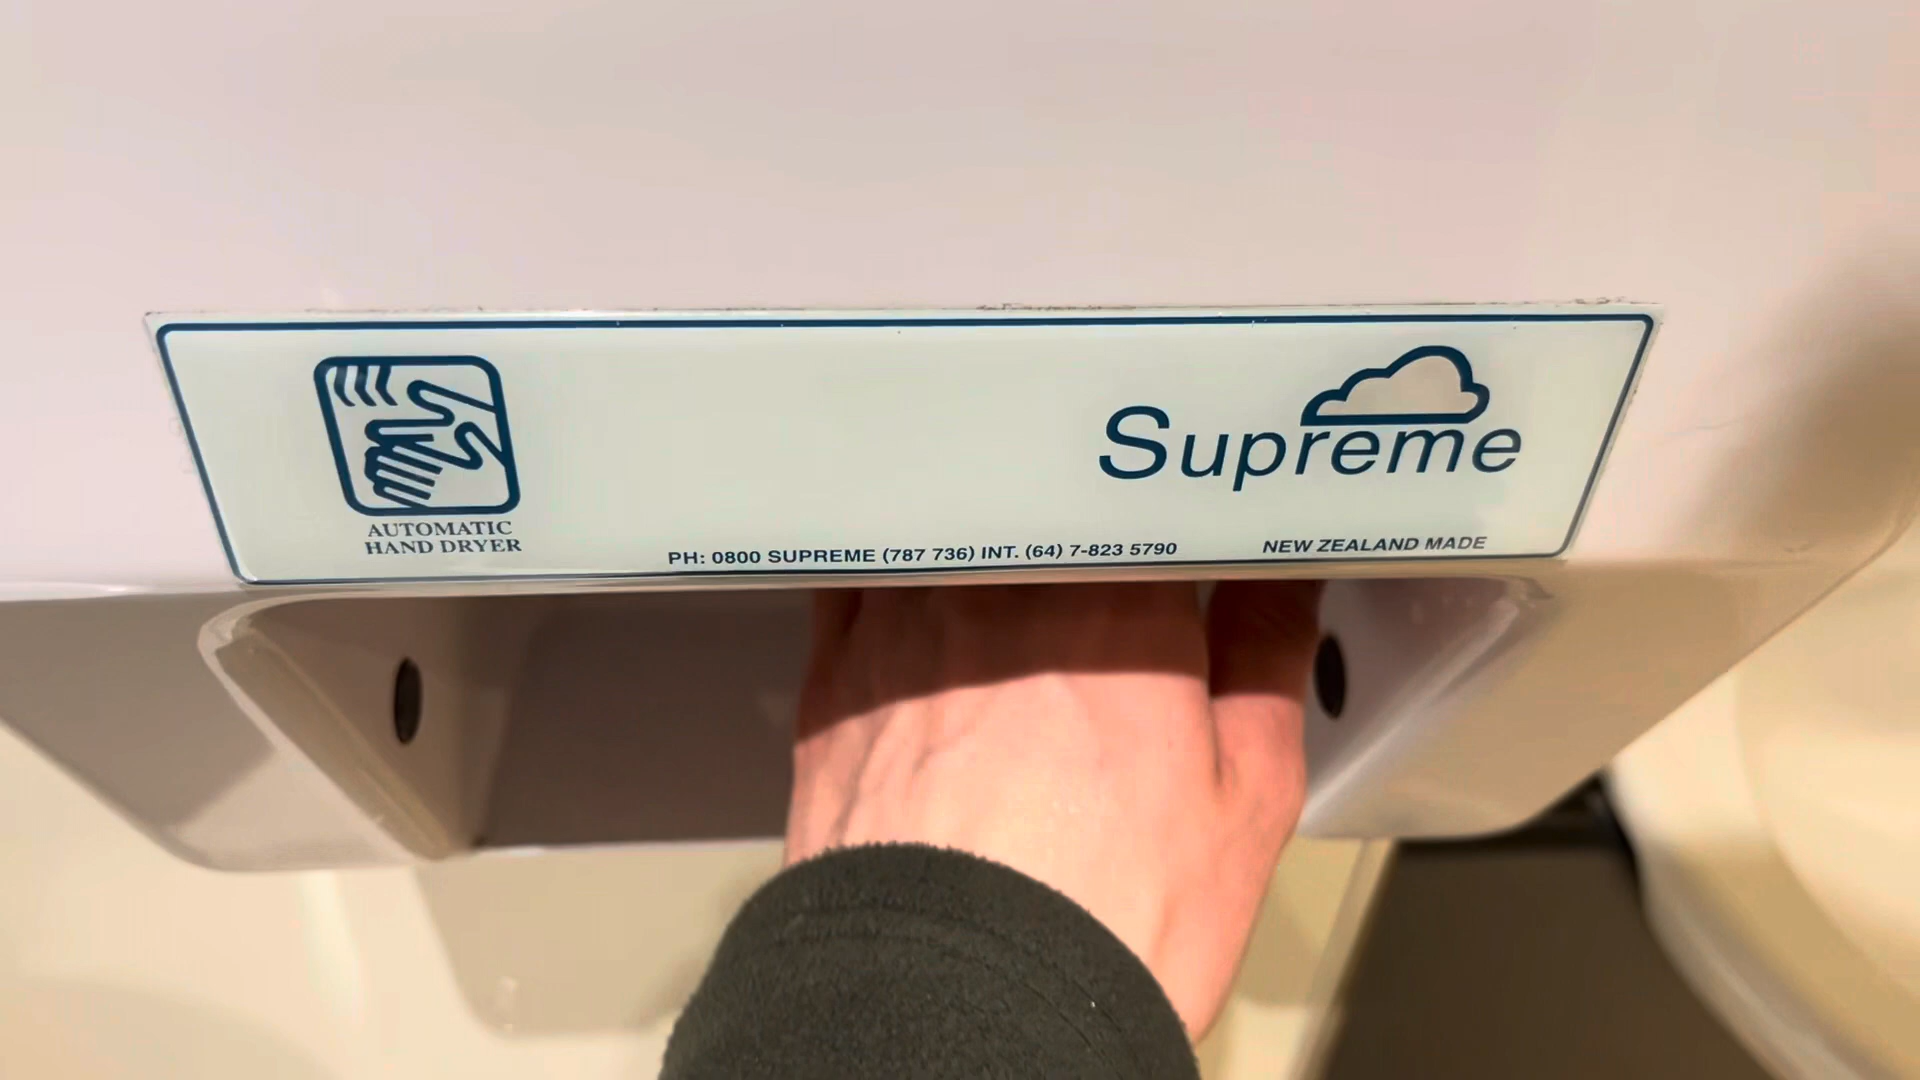 Supreme
AUTOMATIC
HAND DRYER
PH: 0800 SUPREME (787 736) INT. (64) 7-823 5790
NEW ZEALAND MADE